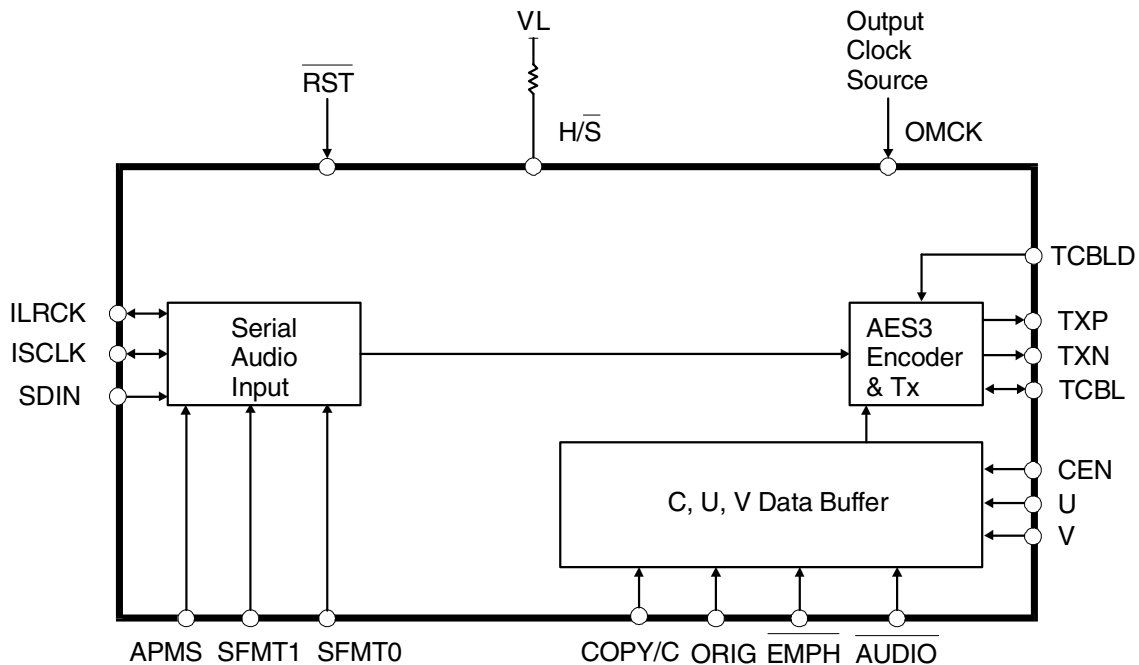 VL
Output
Clock
Source
RST
H/S
OMCK
TCBLD
ILRCK
ISCLK
SDIN
Serial
Audio
Input
AES3
Encoder
& Tx
TXP
TXN
TCBL
C, U, V Data Buffer
CEN
U
V
APMS SFMT1 SFMT0 COPY/C ORIG EMPH AUDIO